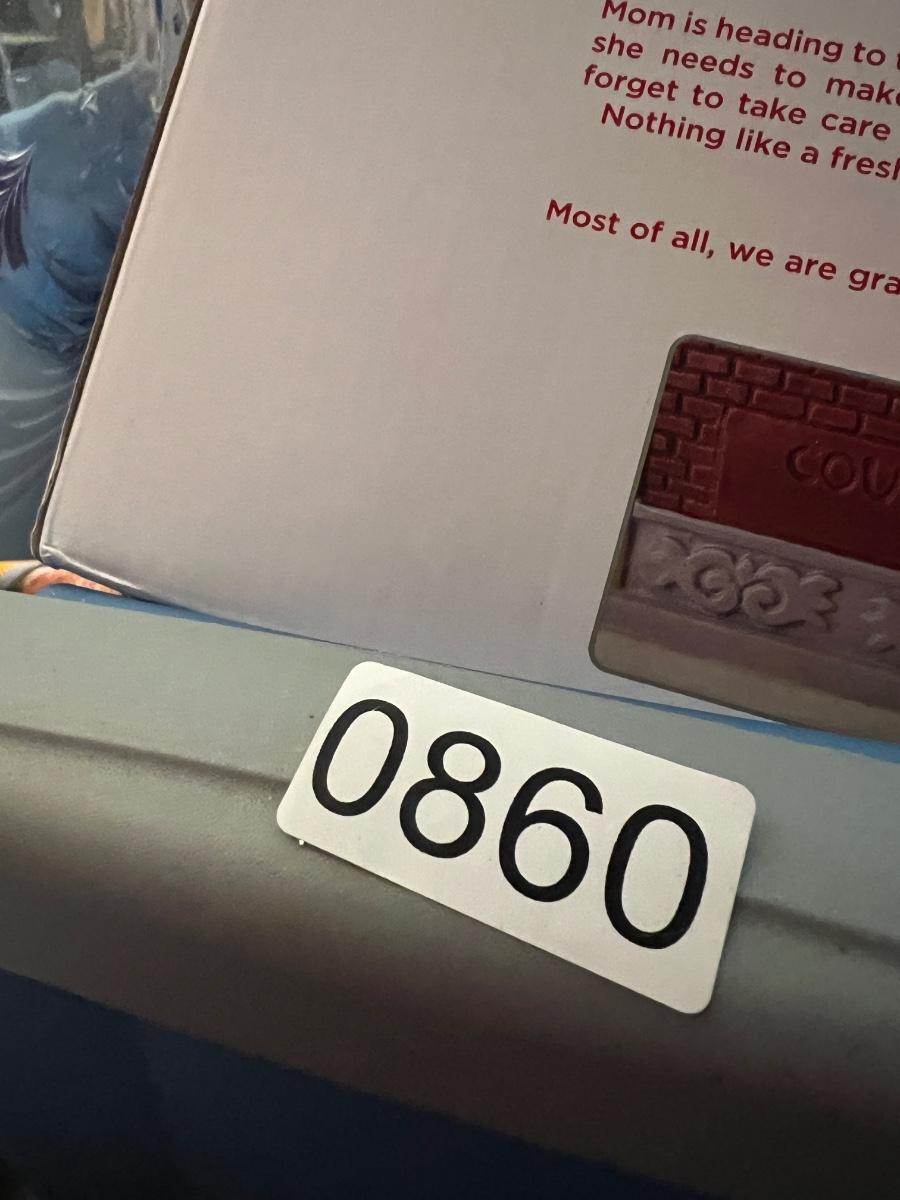 Mom is heading to
she needs to
forget to take care
Nothing like a
Most of all, we are
0860